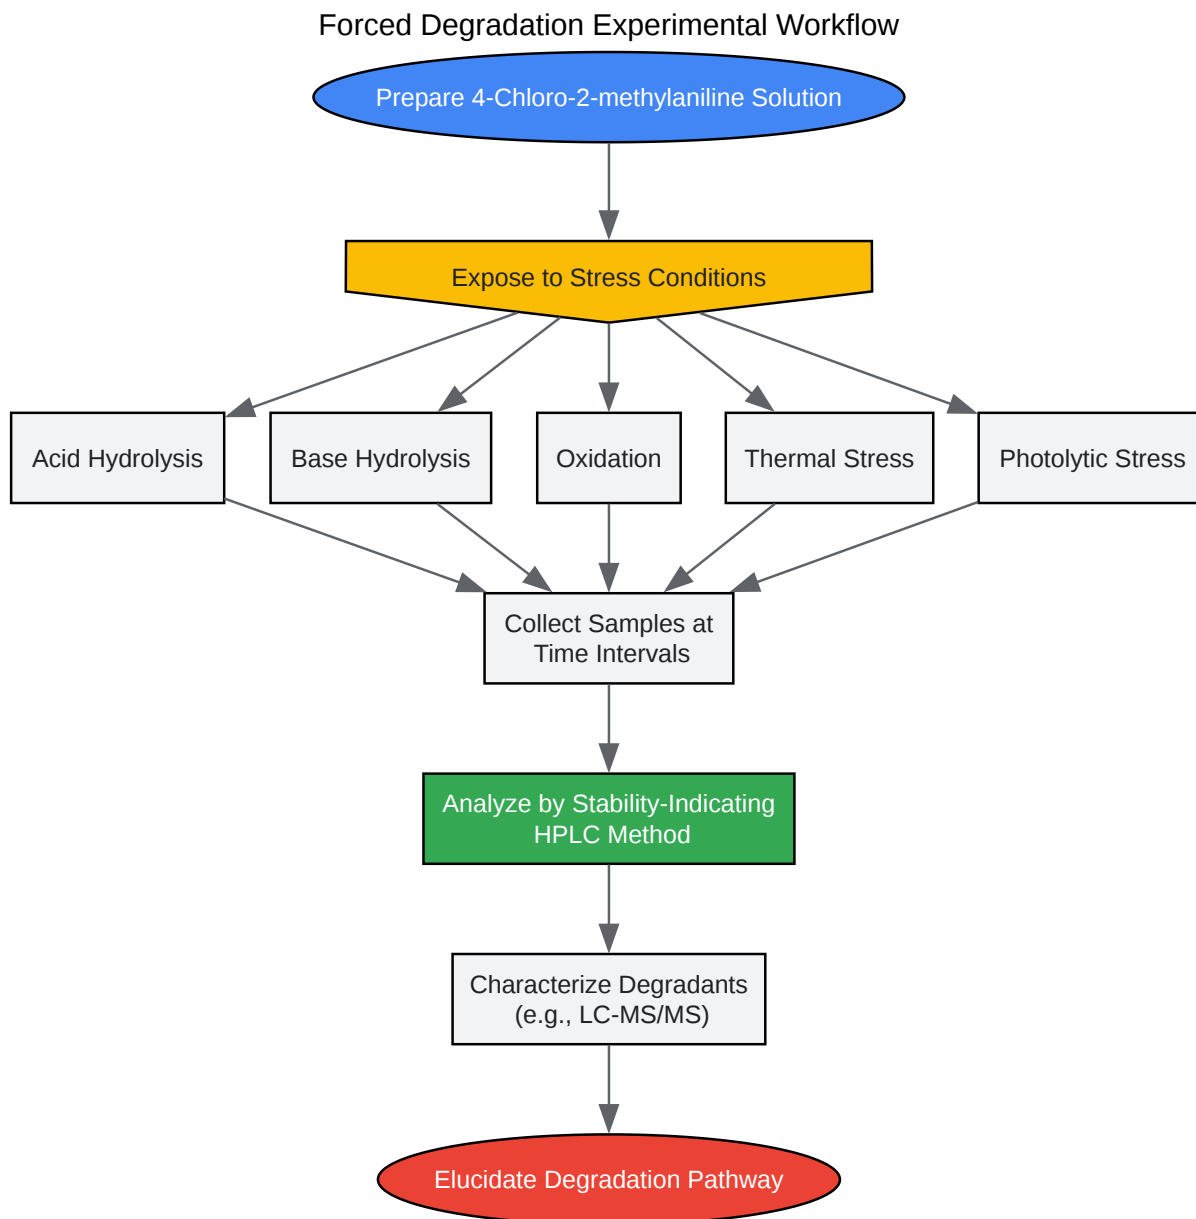 Forced Degradation Experimental Workflow
Prepare 4-Chloro-2-methylaniline Solution
Expose to Stress Conditions
Acid Hydrolysis
Base Hydrolysis
Oxidation
Thermal Stress
Photolytic Stress
Collect Samples at
Time Intervals
Analyze by Stability-Indicating
HPLC Method
Characterize Degradants
(e.g., LC-MS/MS)
Elucidate Degradation Pathway